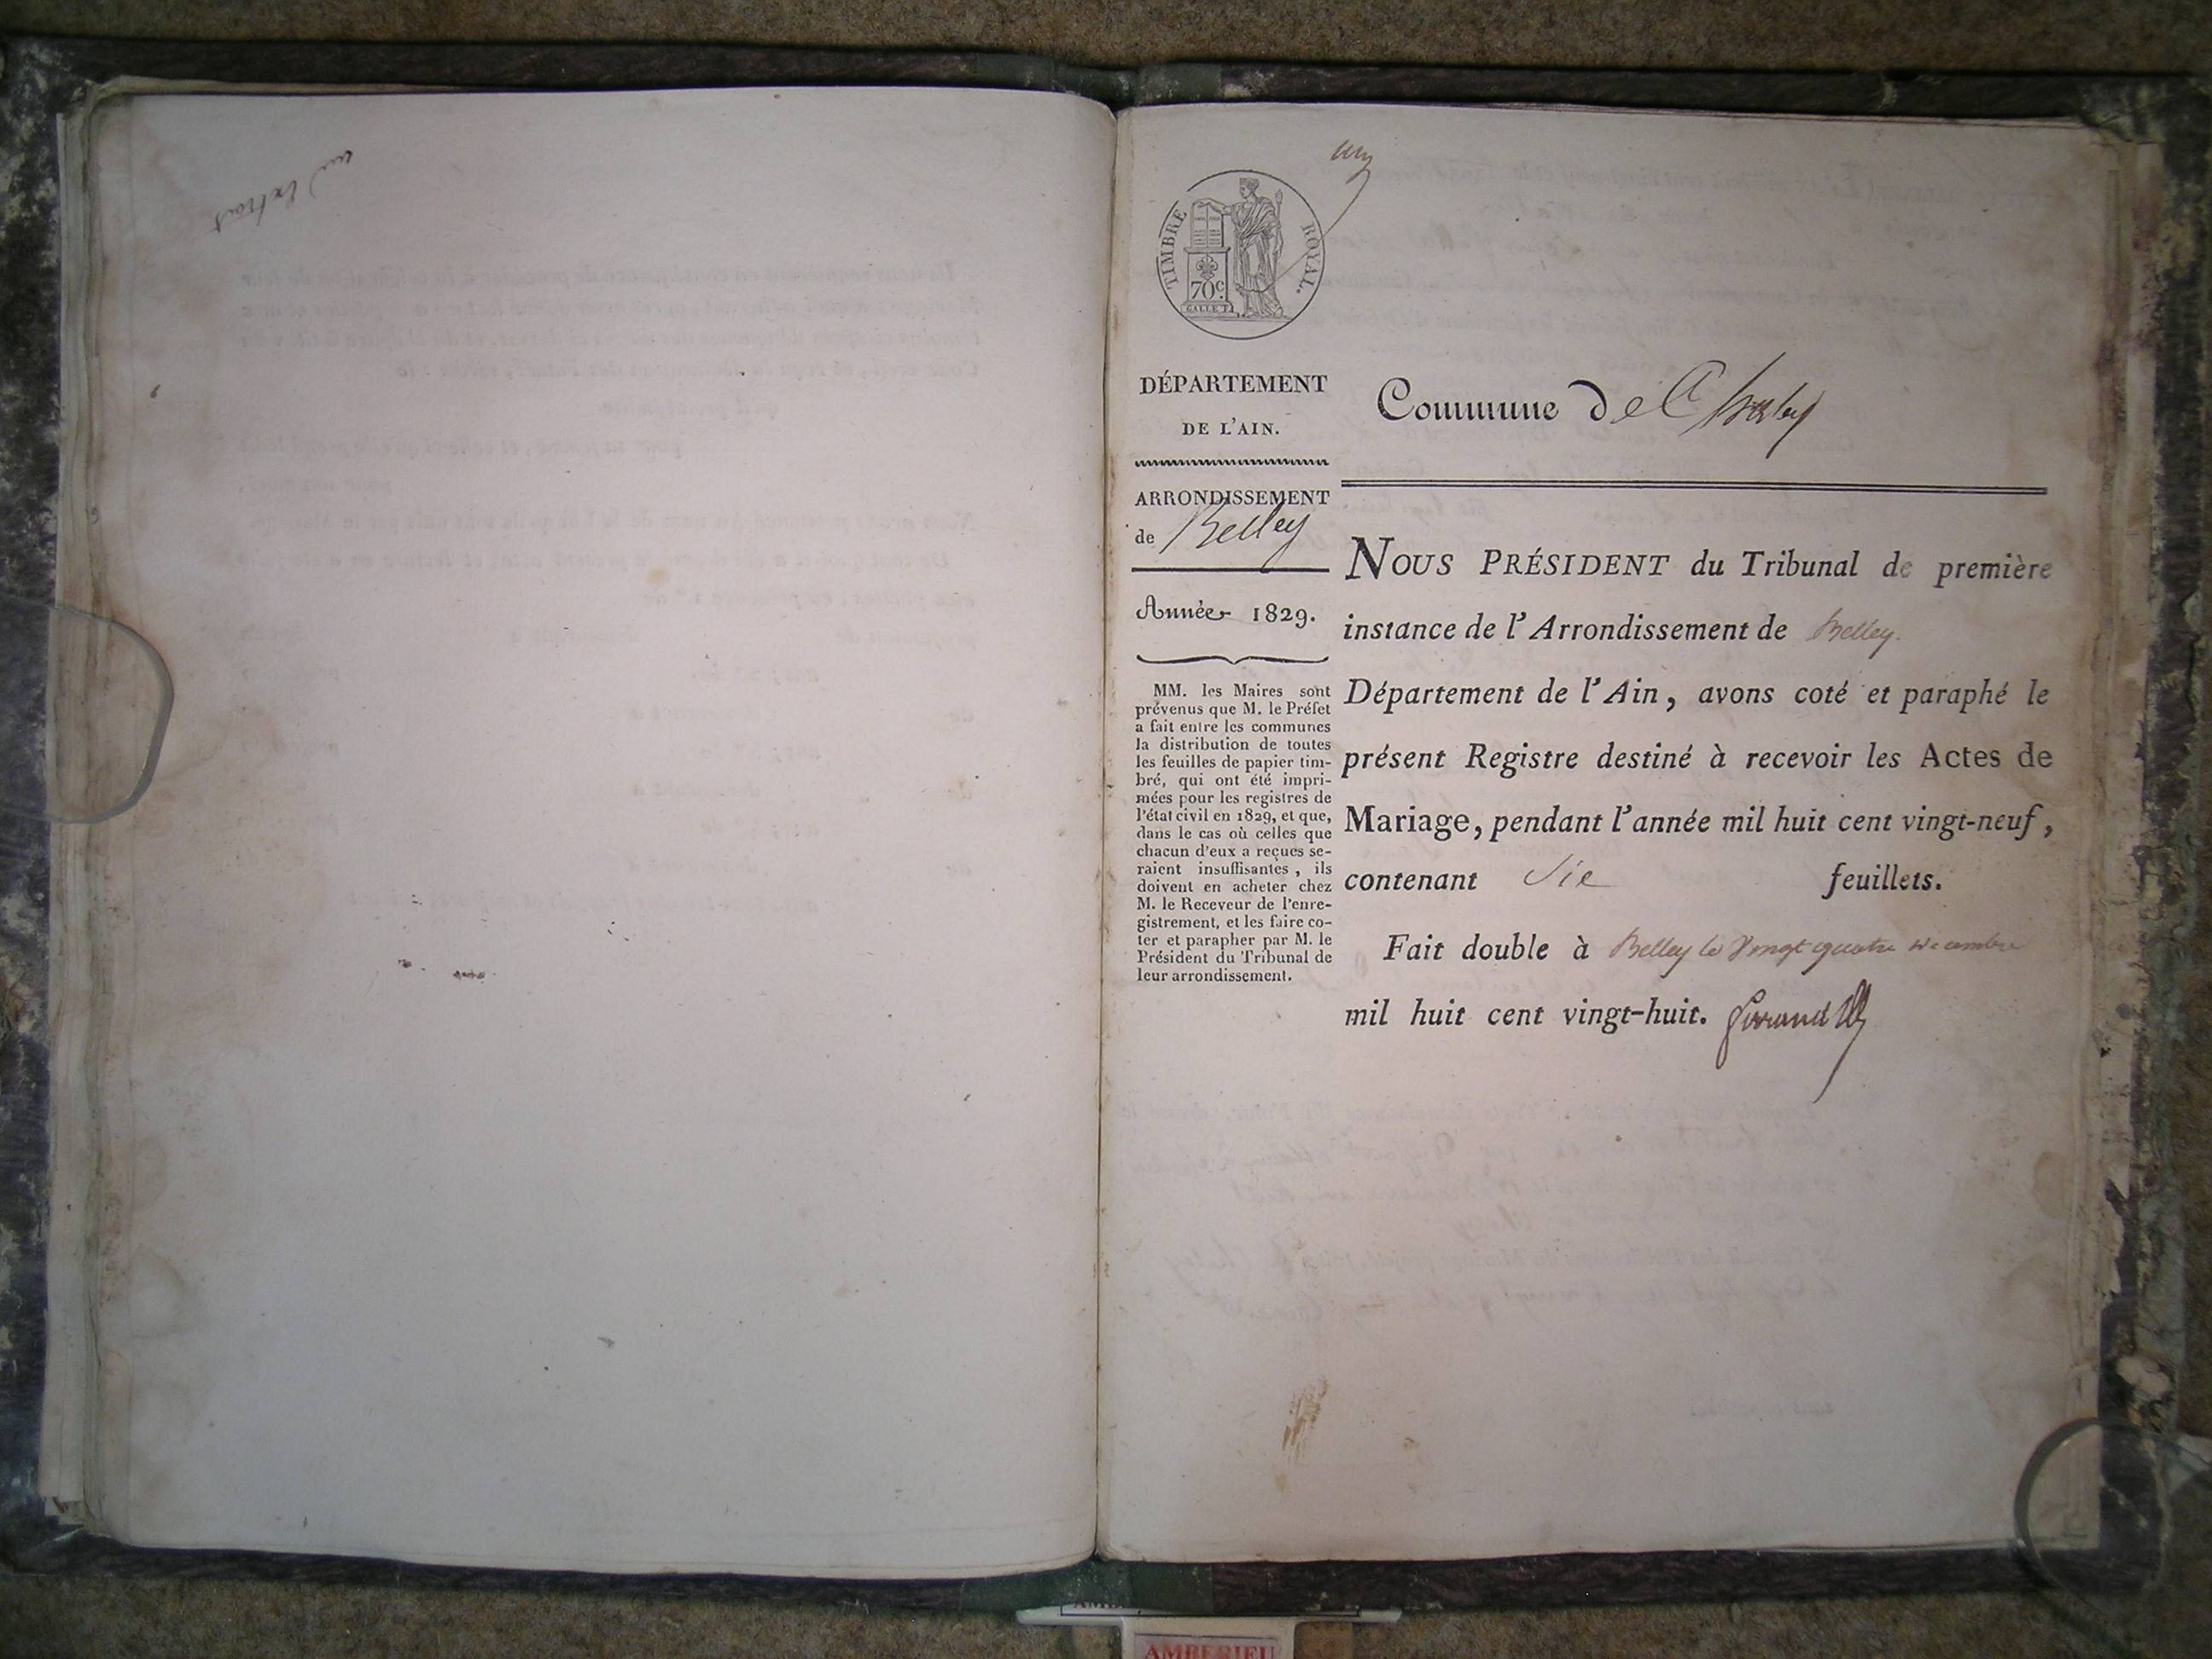 un Extrait
un
TIMBRE ROYAL.
70c.
GALLET
DÉPARTEMENT
DE L'AIN.
ARRONDISSEMENT
de Belley
Année 1829.
MM. les Maires sont
prévenus que M. le Préfet
a fait entre les communes
la distribution de toutes
les feuilles de papier tim-
bré, qui ont été impri-
mées pour les registres de
l'état civil en 1829, et que,
dans le cas où celles que
chacun d'eux a reçues se-
raient insuffisantes, ils
doivent en acheter chez
M. le Receveur de l'enre-
gistrement, et les faire co-
ter et parapher par M. le
Président du Tribunal de
leur arrondissement.
Commune de Chaley
NOUS PRÉSIDENT du Tribunal de première
instance de l'Arrondissement de Belley.
Département de l'Ain, avons coté et paraphé le
présent Registre destiné à recevoir les Actes de
Mariage, pendant l'année mil huit cent vingt-neuf,
contenant feuillets.
Fait double à Belley le vingt quatre decembre
mil huit cent vingt-huit.
AMBERIEU